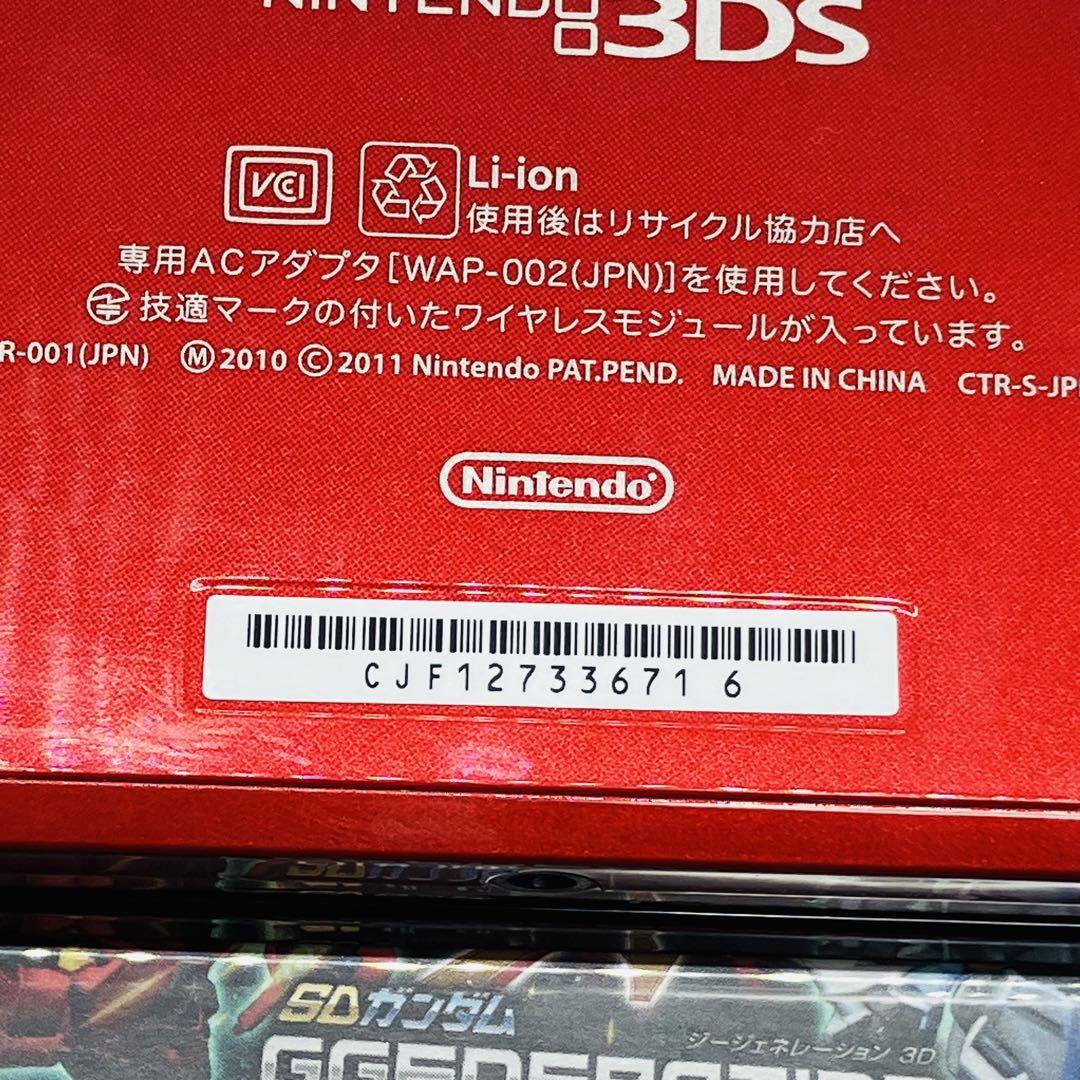 NINTENDO 3DS
VCI
Li-ion
使用後はリサイクル協力店へ
専用ACアダプタ[WAP-002(JPN)]を使用してください。
技適マークの付いたワイヤレスモジュールが入っています。
R-001(JPN) Ⓜ2010 ©2011 Nintendo PAT.PEND. MADE IN CHINA CTR-S-JP
Nintendo
CJF12733671 6
SDガンダム
GGENERATION
ジージェネレーション 3D